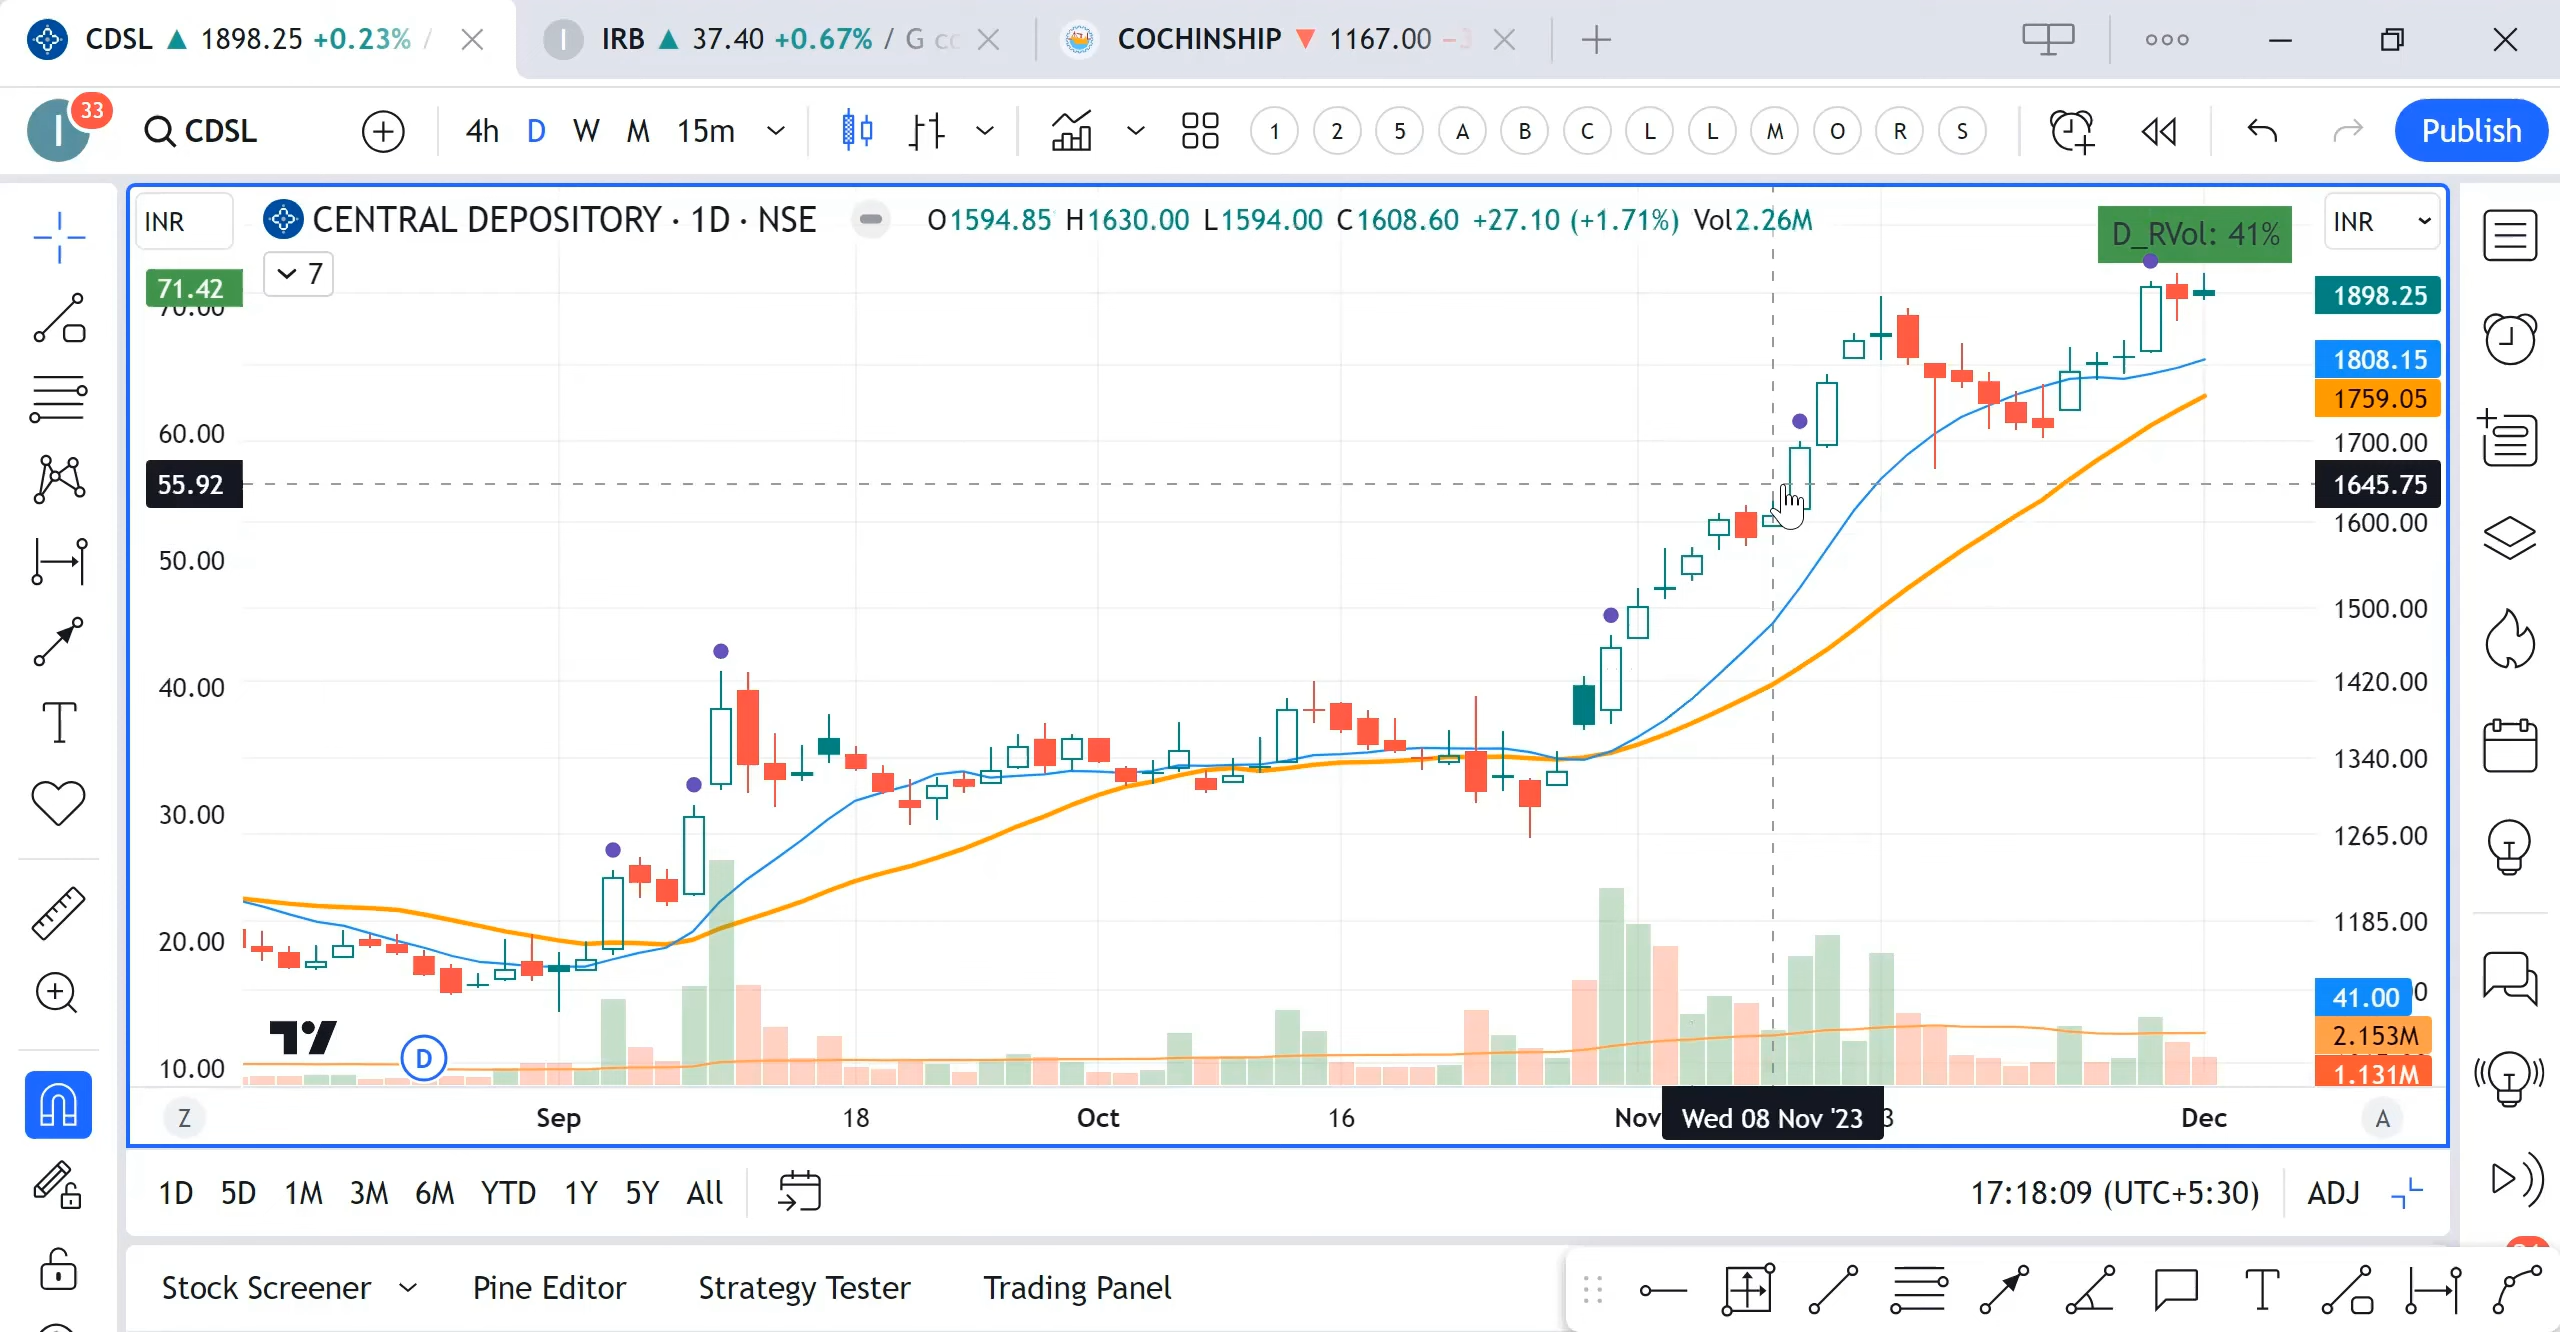 CDSL ▲ 1898.25 +0.23% /
IRB ▲ 37.40 +0.67% / G
COCHINSHIP ▼ 1167.00
33
CDSL
4h D W M 15m
1 2 5 A B C L L M O R S
Publish
INR
CENTRAL DEPOSITORY · 1D · NSE
O1594.85 H1630.00 L1594.00 C1608.60 +27.10 (+1.71%) Vol2.26M
D_RVol: 41%
INR
7
71.42
70.00
60.00
55.92
50.00
40.00
30.00
20.00
10.00
1898.25
1808.15
1759.05
1700.00
1645.75
1600.00
1500.00
1420.00
1340.00
1265.00
1185.00
41.00
2.153M
1.131M
D
Z
Sep
18
Oct
16
Nov
Wed 08 Nov '23
Dec
A
1D 5D 1M 3M 6M YTD 1Y 5Y All
17:18:09 (UTC+5:30)
ADJ
Stock Screener
Pine Editor
Strategy Tester
Trading Panel